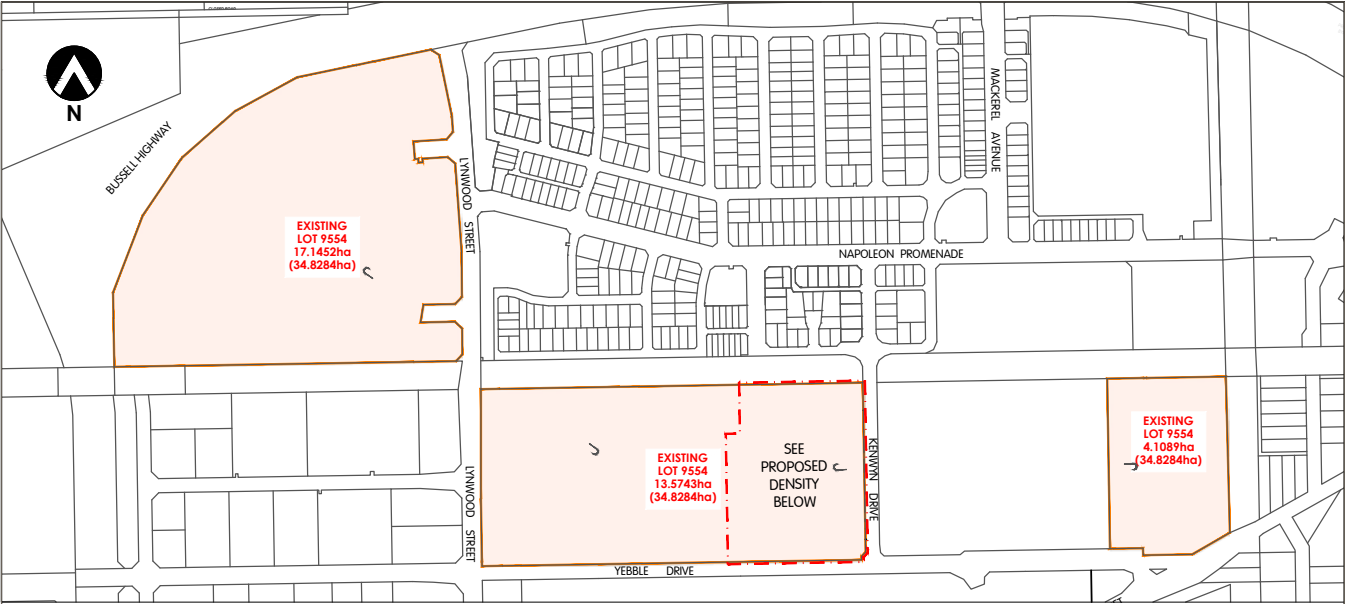 CLOSED ROAD
N
BUSSELL HIGHWAY
LYNWOOD STREET
MACKEREL AVENUE
EXISTING
LOT 9554
17.1452ha
(34.8284ha)
NAPOLEON PROMENADE
EXISTING
LOT 9554
13.5743ha
(34.8284ha)
SEE
PROPOSED
DENSITY
BELOW
KENWYN DRIVE
EXISTING
LOT 9554
4.1089ha
(34.8284ha)
LYNWOOD STREET
YEBBLE DRIVE